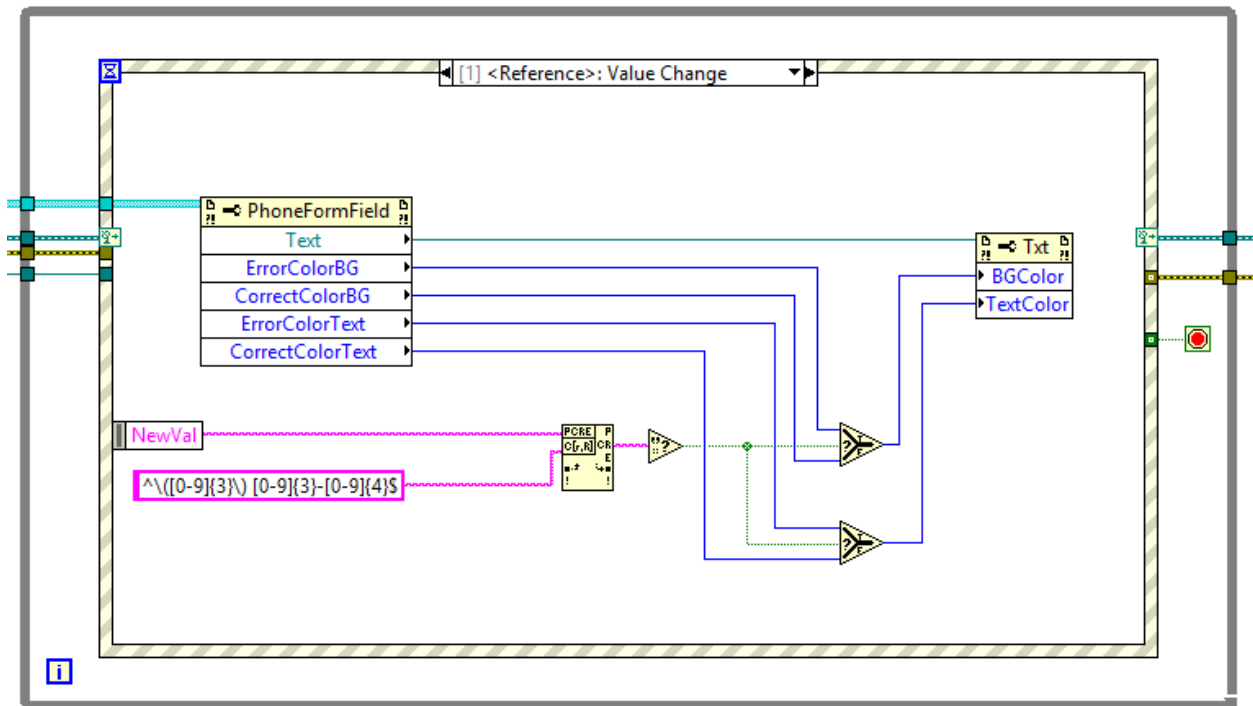 [1] <Reference>: Value Change
PhoneFormField
Text
ErrorColorBG
CorrectColorBG
ErrorColorText
CorrectColorText
Txt
BGColor
TextColor
NewVal
PCRE P
C[r,R] CR
E
^\([0-9]{3}\) [0-9]{3}-[0-9]{4}$
?
T
F
?
T
F
?
i